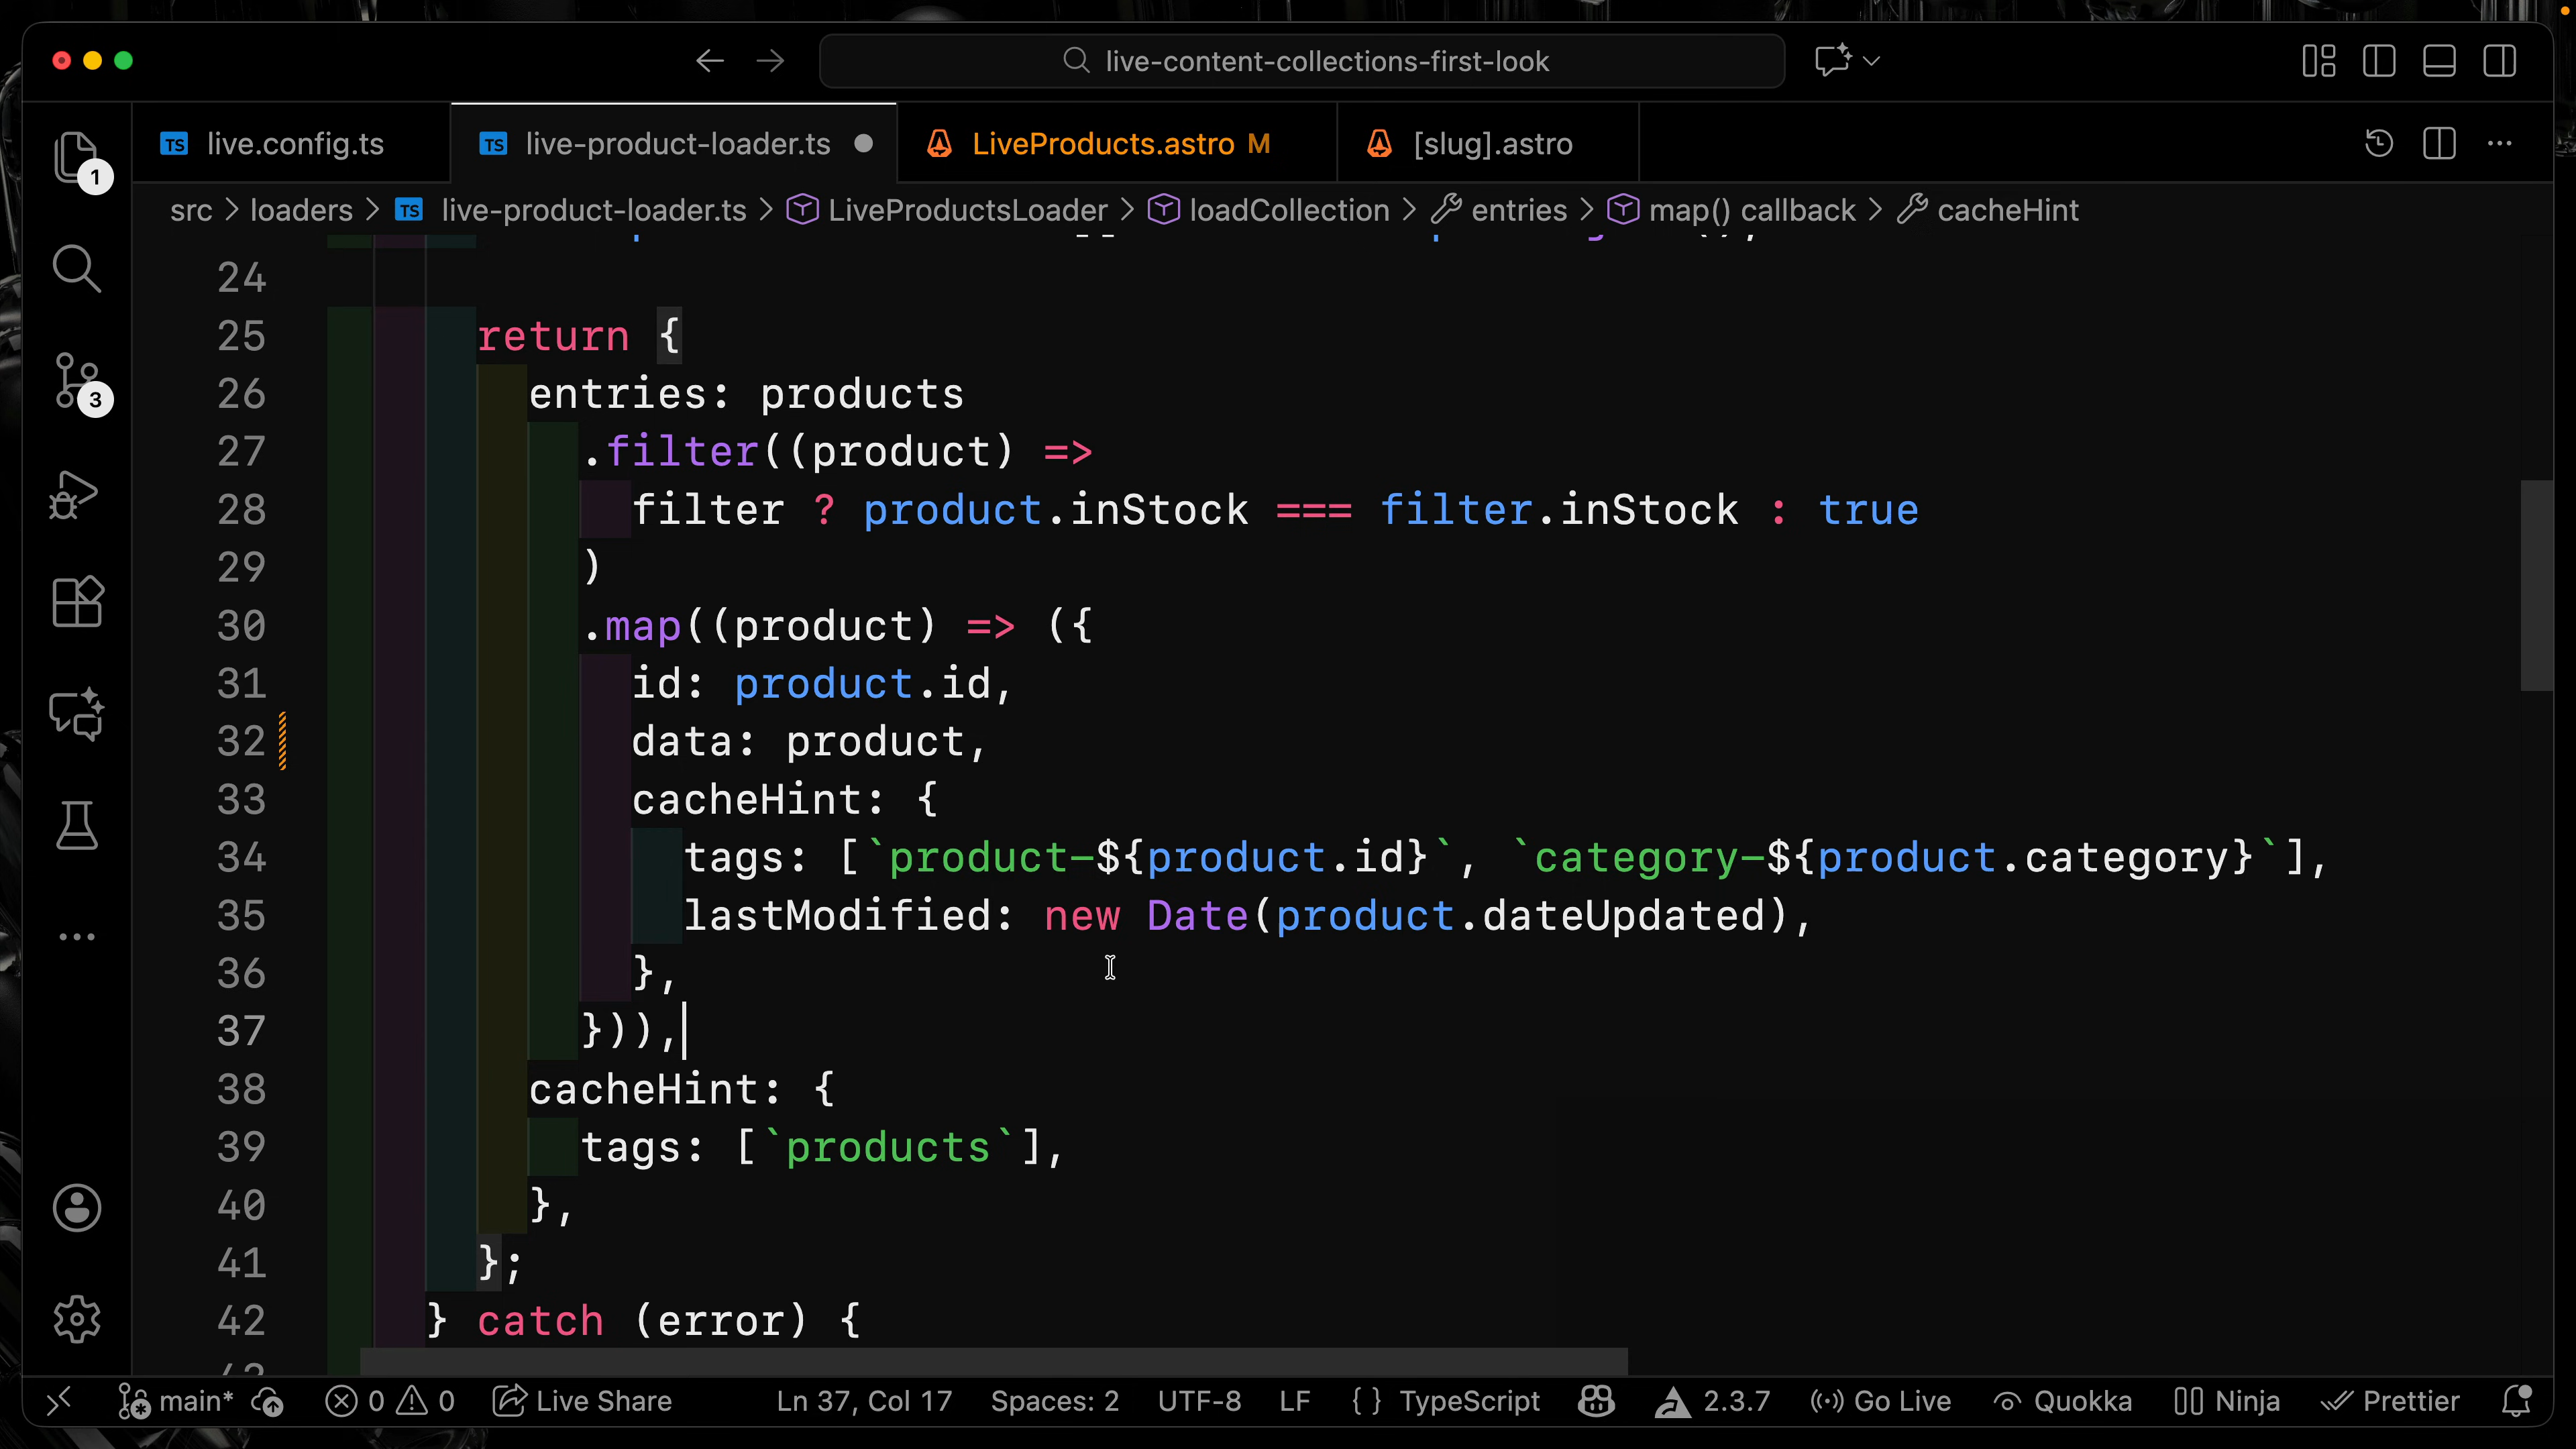 live-content-collections-first-look
TS live.config.ts
TS live-product-loader.ts
LiveProducts.astro M
[slug].astro
src > loaders > TS live-product-loader.ts > LiveProductsLoader > loadCollection > entries > map() callback > cacheHint
1
3
24
25 return {
26 entries: products
27 .filter((product) =>
28 filter ? product.inStock === filter.inStock : true
29 )
30 .map((product) => ({
31 id: product.id,
32 data: product,
33 cacheHint: {
34 tags: [`product-${product.id}`, `category-${product.category}`],
35 lastModified: new Date(product.dateUpdated),
36 },
37 })),
38 cacheHint: {
39 tags: [`products`],
40 },
41 };
42 } catch (error) {
main* 0 0 Live Share Ln 37, Col 17 Spaces: 2 UTF-8 LF {} TypeScript 2.3.7 Go Live Quokka Ninja Prettier